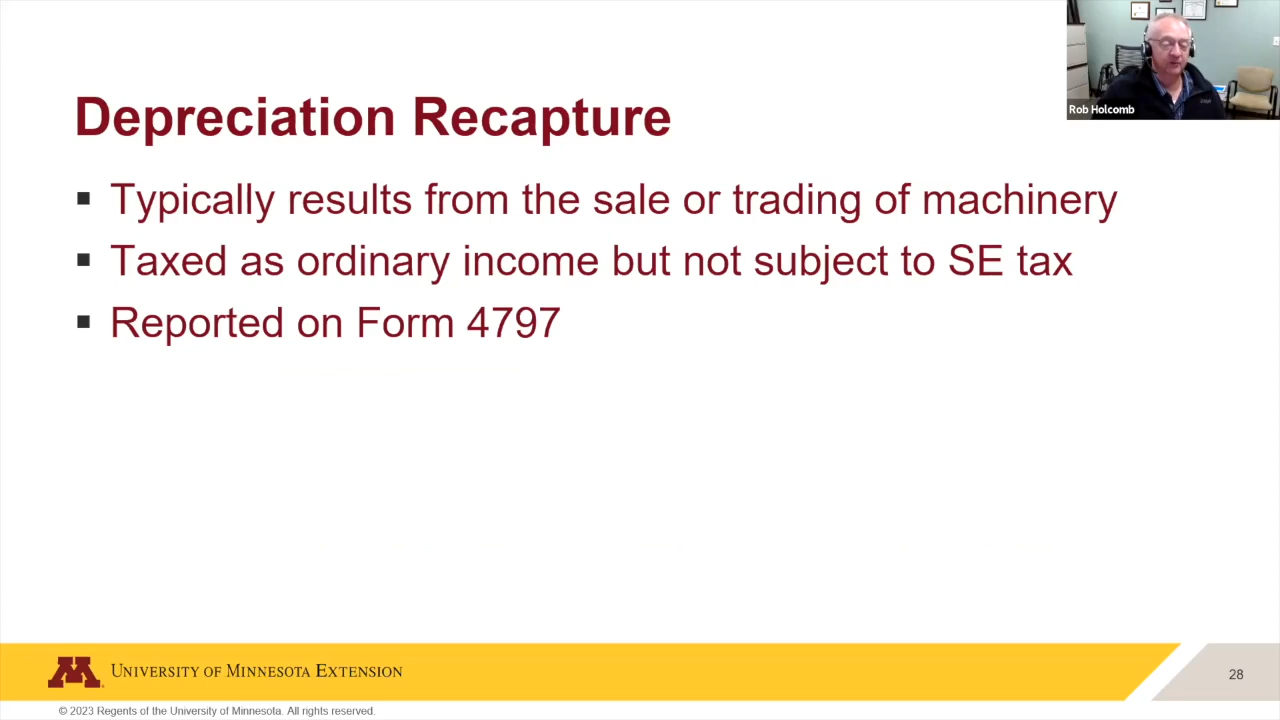 Depreciation Recapture
Rob Holcomb
▪ Typically results from the sale or trading of machinery
▪ Taxed as ordinary income but not subject to SE tax
▪ Reported on Form 4797
M UNIVERSITY OF MINNESOTA EXTENSION
28
© 2023 Regents of the University of Minnesota. All rights reserved.